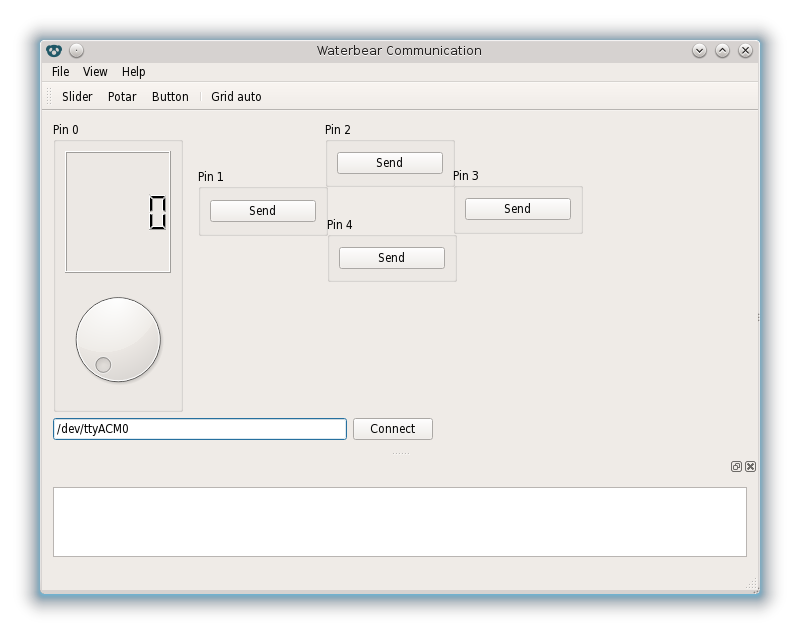 Waterbear Communication
File View Help
Slider Potar Button Grid auto
Pin 0
0
Pin 1
Send
Pin 2
Send
Pin 3
Send
Pin 4
Send
/dev/ttyACM0
Connect